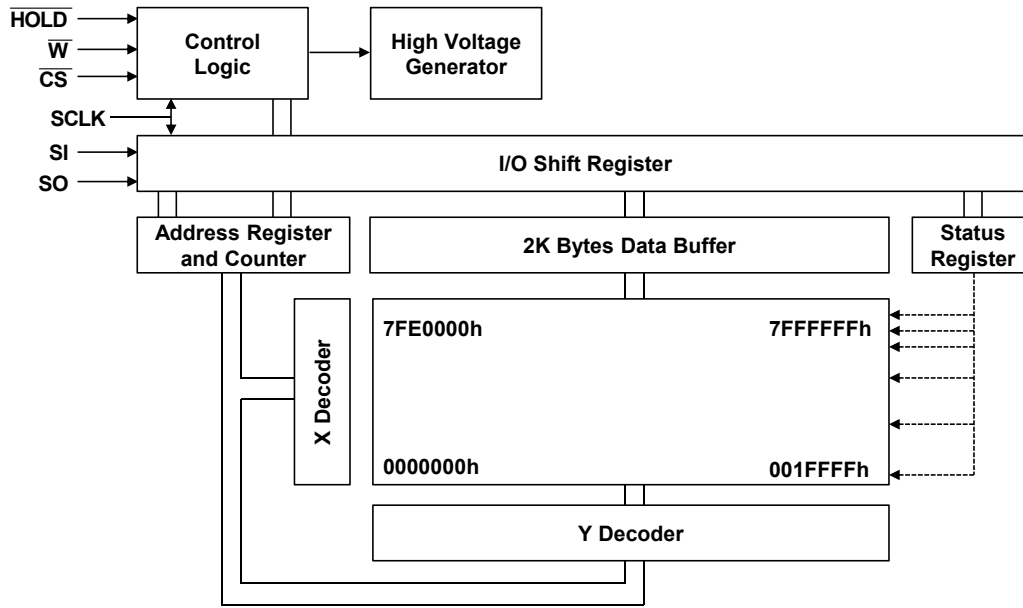 HOLD
W
CS
SCLK
SI
SO
Control
Logic
High Voltage
Generator
I/O Shift Register
Address Register
and Counter
2K Bytes Data Buffer
Status
Register
X Decoder
7FE0000h
7FFFFFFh
0000000h
001FFFFh
Y Decoder